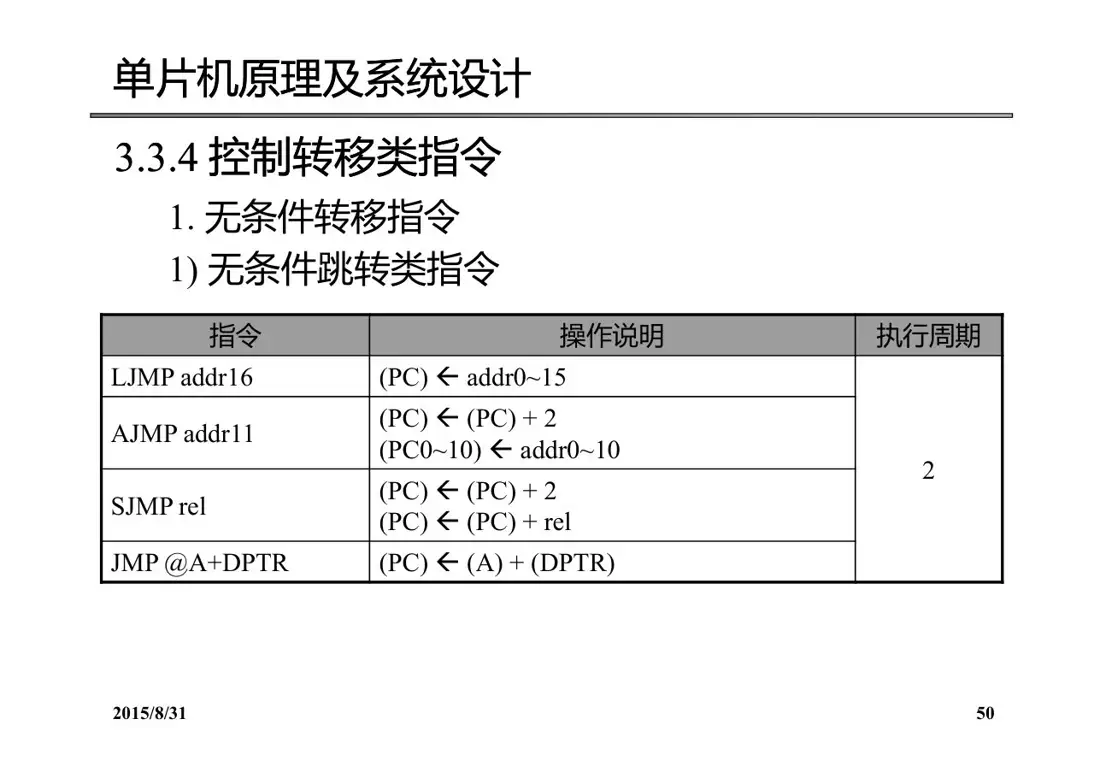 单片机原理及系统设计
3.3.4 控制转移类指令
1. 无条件转移指令
1) 无条件跳转类指令
指令 操作说明 执行周期
LJMP addr16 (PC) ← addr0~15
AJMP addr11 (PC) ← (PC) + 2
(PC0~10) ← addr0~10
2
SJMP rel (PC) ← (PC) + 2
(PC) ← (PC) + rel
JMP @A+DPTR (PC) ← (A) + (DPTR)
2015/8/31 50